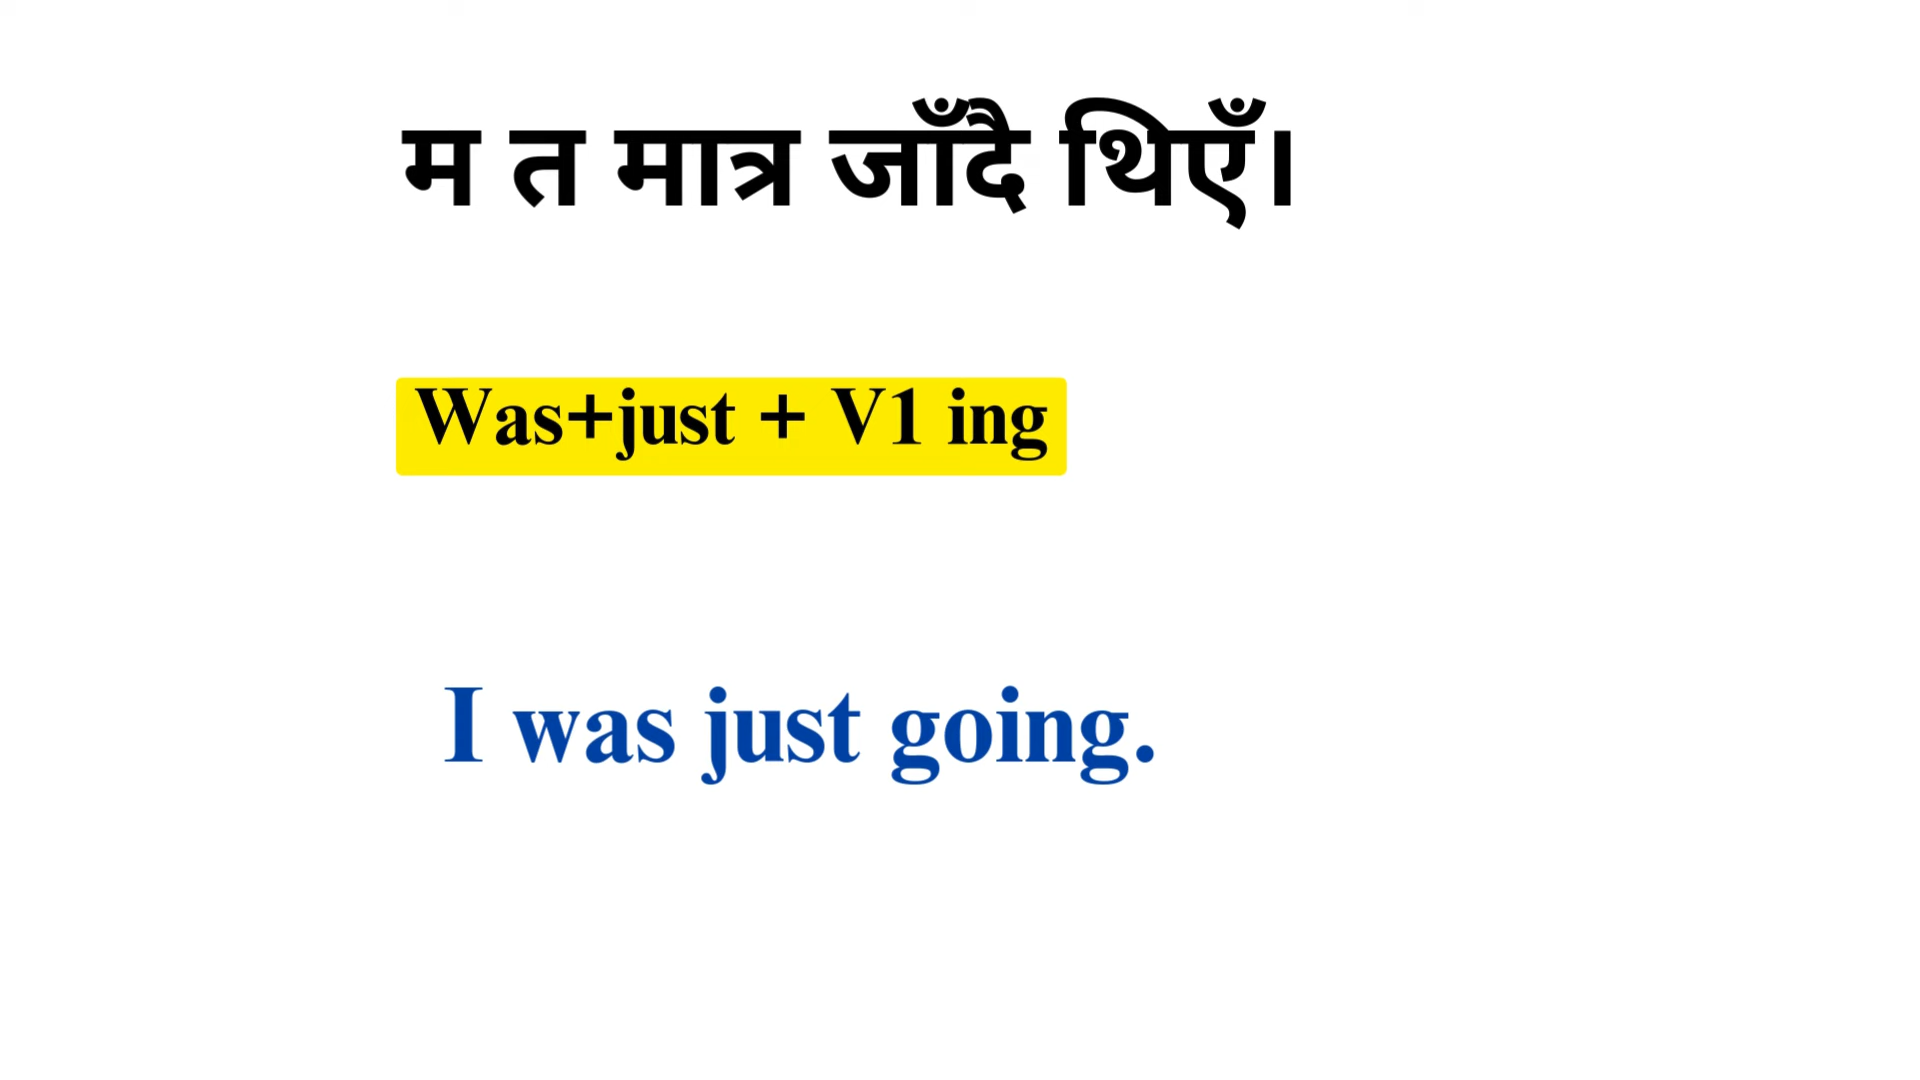 म त मात्र जाँदै थिएँ।
Was+just + V1 ing
I was just going.